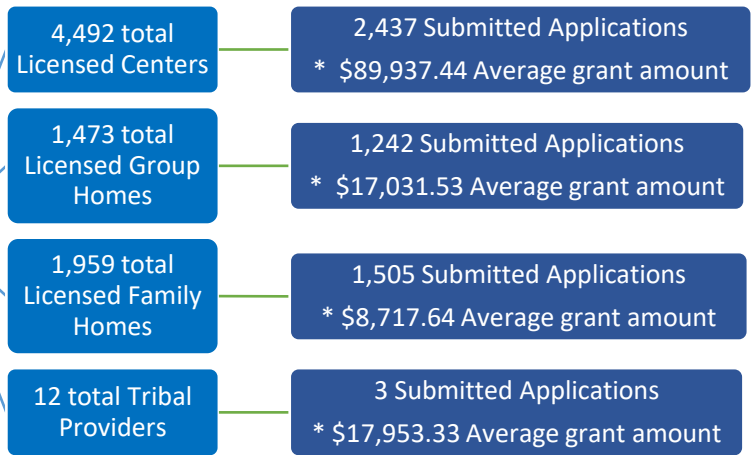 4,492 total
Licensed Centers
2,437 Submitted Applications
* $89,937.44 Average grant amount
1,473 total
Licensed Group
Homes
1,242 Submitted Applications
* $17,031.53 Average grant amount
1,959 total
Licensed Family
Homes
1,505 Submitted Applications
* $8,717.64 Average grant amount
12 total Tribal
Providers
3 Submitted Applications
* $17,953.33 Average grant amount